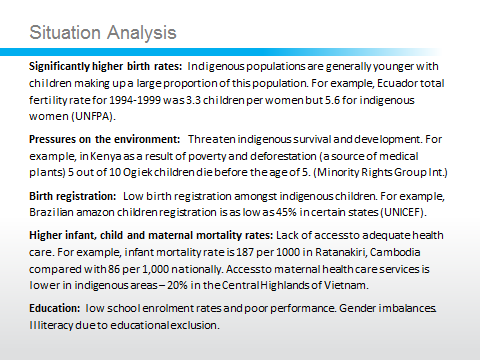 Situation Analysis
Significantly higher birth rates: Indigenous populations are generally younger with
children making up a large proportion of this population. For example, Ecuador total
fertility rate for 1994-1999 was 3.3 children per women but 5.6 for indigenous
women (UNFPA).
Pressures on the environment: Threaten indigenous survival and development. For
example, in Kenya as a result of poverty and deforestation (a source of medical
plants) 5 out of 10 Ogiek children die before the age of 5. (Minority Rights Group Int.)
Birth registration: Low birth registration amongst indigenous children. For example,
Brazilian amazon children registration is as low as 45% in certain states (UNICEF).
Higher infant, child and maternal mortality rates: Lack of access to adequate health
care. For example, infant mortality rate is 187 per 1000 in Ratanakiri, Cambodia
compared with 86 per 1,000 nationally. Access to maternal health care services is
lower in indigenous areas – 20% in the Central Highlands of Vietnam.
Education: low school enrolment rates and poor performance. Gender imbalances.
Illiteracy due to educational exclusion.